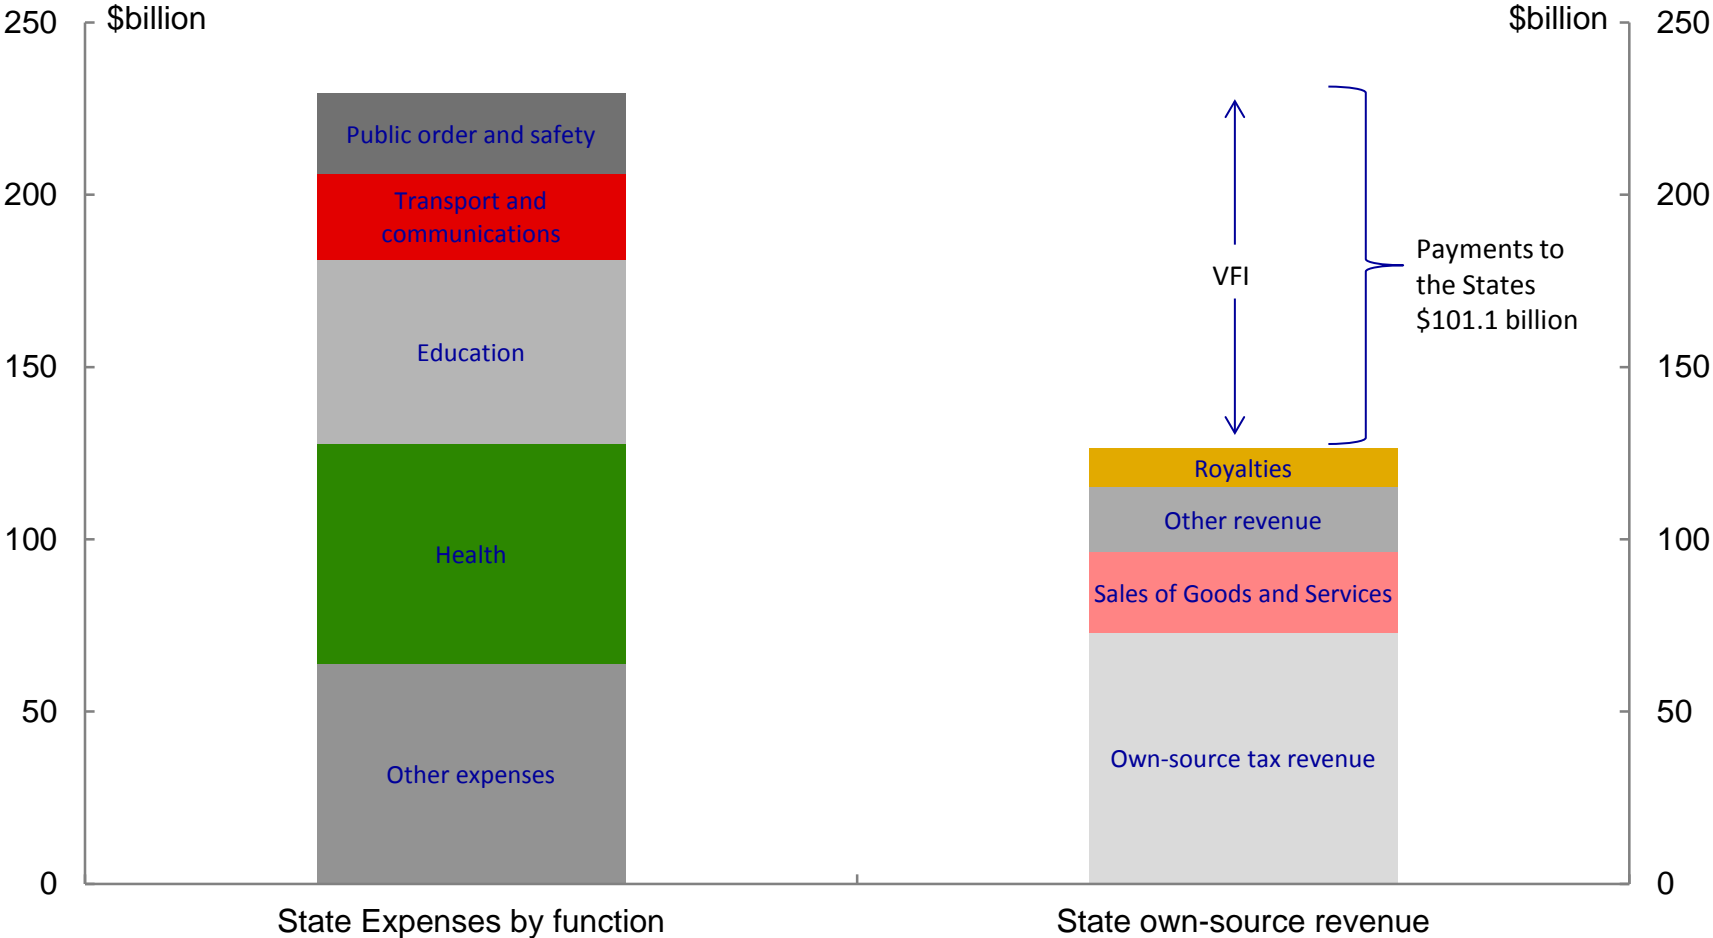 $billion
$billion
250
200
150
100
50
0
Public order and safety
Transport and
communications
Education
Health
Other expenses
VFI
Payments to
the States
$101.1 billion
Royalties
Other revenue
Sales of Goods and Services
Own-source tax revenue
250
200
150
100
50
0
State Expenses by function
State own-source revenue